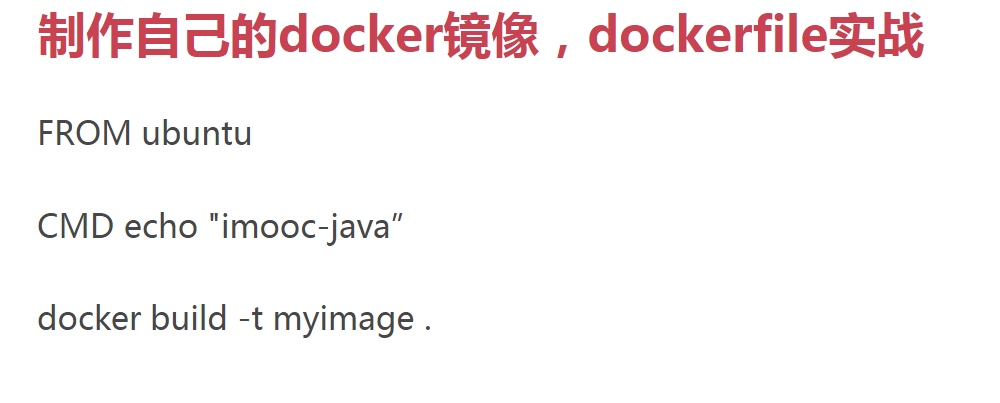 制作自己的docker镜像，dockerfile实战
FROM ubuntu
CMD echo "imooc-java”
docker build -t myimage .